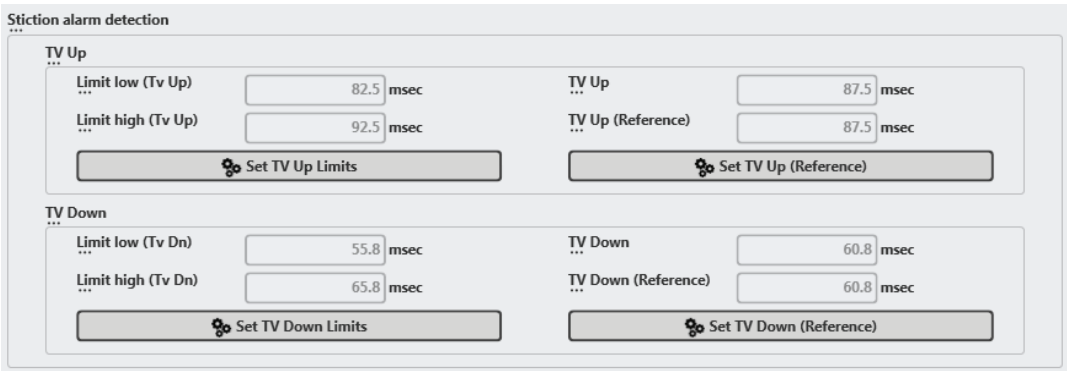 Stiction alarm detection
TV Up
Limit low (Tv Up) 82.5 msec TV Up 87.5 msec
Limit high (Tv Up) 92.5 msec TV Up (Reference) 87.5 msec
Set TV Up Limits Set TV Up (Reference)
TV Down
Limit low (Tv Dn) 55.8 msec TV Down 60.8 msec
Limit high (Tv Dn) 65.8 msec TV Down (Reference) 60.8 msec
Set TV Down Limits Set TV Down (Reference)